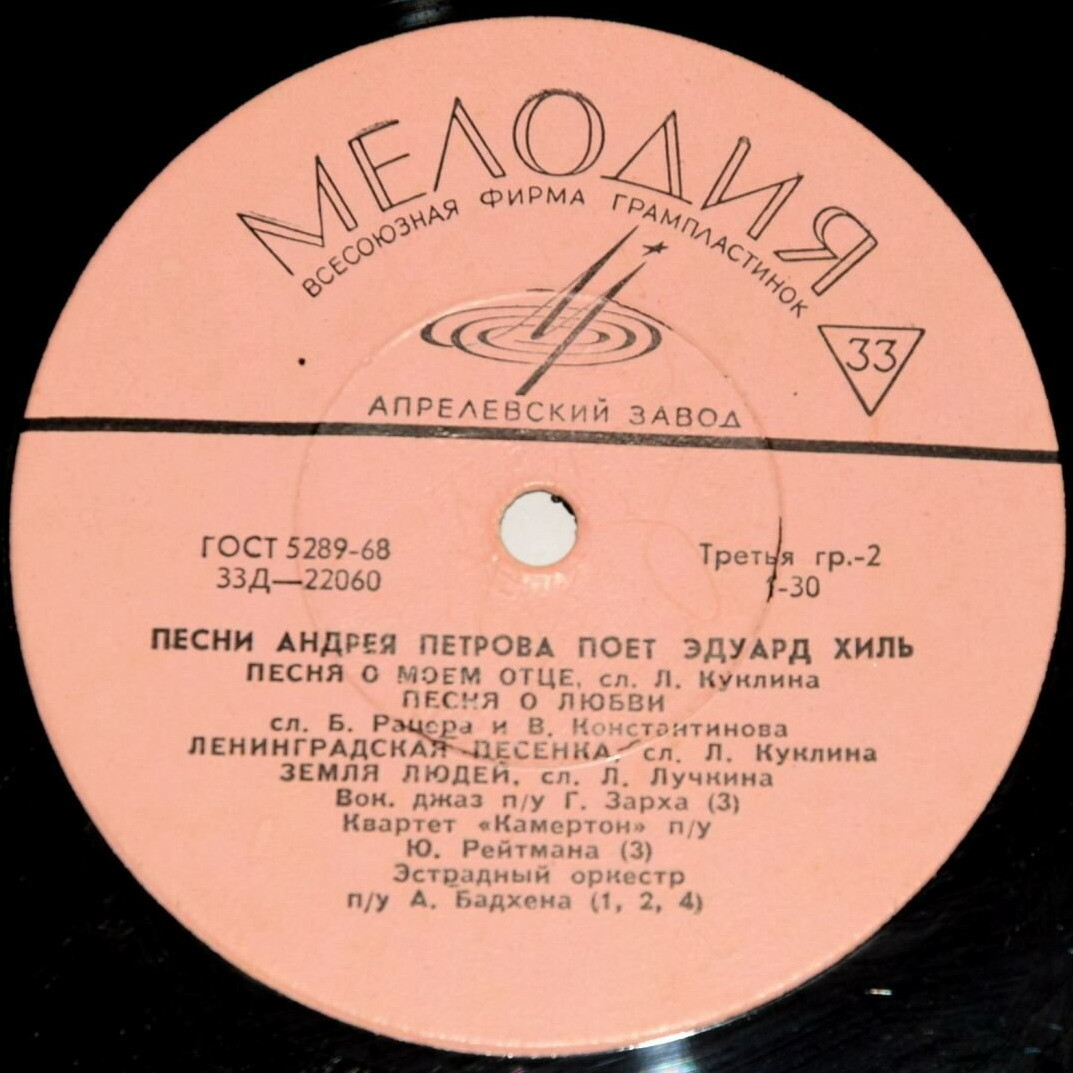 МЕЛОДИЯ
ВСЕСОЮЗНАЯ ФИРМА ГРАМПЛАСТИНОК
33
АПРЕЛЕВСКИЙ ЗАВОД
ГОСТ 5289-68
33Д—22060
Третья гр.-2
1-30
ПЕСНИ АНДРЕЯ ПЕТРОВА ПОЕТ ЭДУАРД ХИЛЬ
ПЕСНЯ О МОЕМ ОТЦЕ, сл. Л. Куклина
ПЕСНЯ О ЛЮБВИ
сл. Б. Рацера и В. Константинова
ЛЕНИНГРАДСКАЯ ПЕСЕНКА, сл. Л. Куклина
ЗЕМЛЯ ЛЮДЕЙ, сл. Л. Лучкина
Вок. джаз п/у Г. Зарха (3)
Квартет «Камертон» п/у
Ю. Рейтмана (3)
Эстрадный оркестр
п/у А. Бадхена (1, 2, 4)